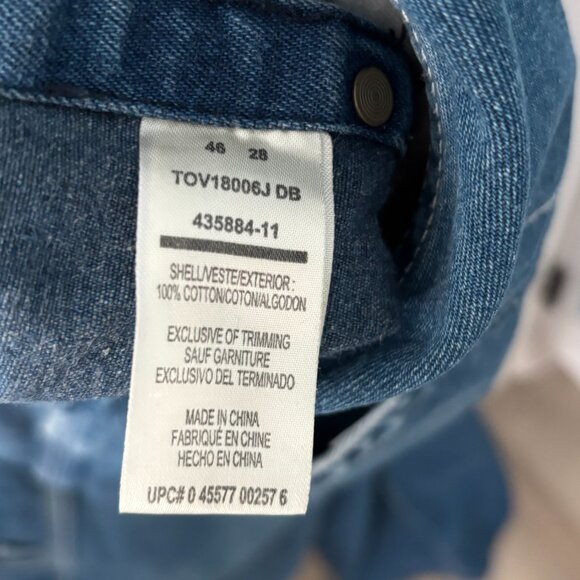 46 28
TOV18006J DB
435884-11
SHELL/VESTE/EXTERIOR :
100% COTTON/COTON/ALGODON
EXCLUSIVE OF TRIMMING
SAUF GARNITURE
EXCLUSIVO DEL TERMINADO
MADE IN CHINA
FABRIQUÉ EN CHINE
HECHO EN CHINA
UPC# 0 45577 00257 6